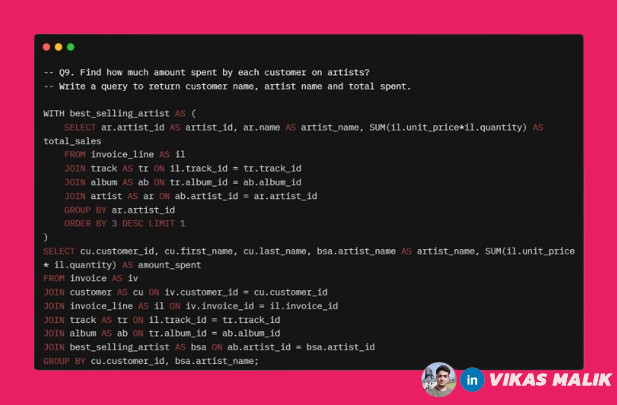 -- Q9. Find how much amount spent by each customer on artists?
-- Write a query to return customer name, artist name and total spent.
WITH best_selling_artist AS (
SELECT ar.artist_id AS artist_id, ar.name AS artist_name, SUM(il.unit_price*il.quantity) AS
total_sales
FROM invoice_line AS il
JOIN track AS tr ON il.track_id = tr.track_id
JOIN album AS ab ON tr.album_id = ab.album_id
JOIN artist AS ar ON ab.artist_id = ar.artist_id
GROUP BY ar.artist_id
ORDER BY 3 DESC LIMIT 1
)
SELECT cu.customer_id, cu.first_name, cu.last_name, bsa.artist_name AS artist_name, SUM(il.unit_price
* il.quantity) AS amount_spent
FROM invoice AS iv
JOIN customer AS cu ON iv.customer_id = cu.customer_id
JOIN invoice_line AS il ON iv.invoice_id = il.invoice_id
JOIN track AS tr ON il.track_id = tr.track_id
JOIN album AS ab ON tr.album_id = ab.album_id
JOIN best_selling_artist AS bsa ON ab.artist_id = bsa.artist_id
GROUP BY cu.customer_id, bsa.artist_name;
in VIKAS MALIK